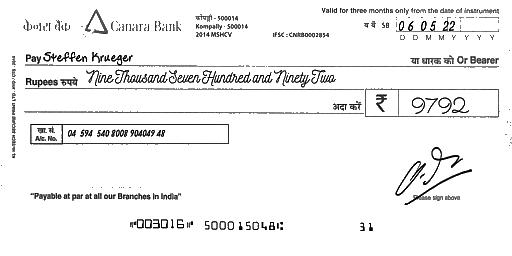 Valid for three months only from the date of instrument
केनरा बैंक Canara Bank
कोंपल्ली - 500014
Kompally - 500014
2014 MSHCV
IFSC : CNRB0002854
SB 06 05 22
D D M M Y Y Y Y
Pay Steffen Krueger या धारक को Or Bearer
Rupees रुपये Nine Thousand Seven Hundred and Ninety Two
अदा करें ₹ 9792
खा. सं.
A/c. No. 04 594 540 8008 904049 48
Please sign above
"Payable at par at all our Branches in India"
⑈003016⑈ 500015048⑆ 31